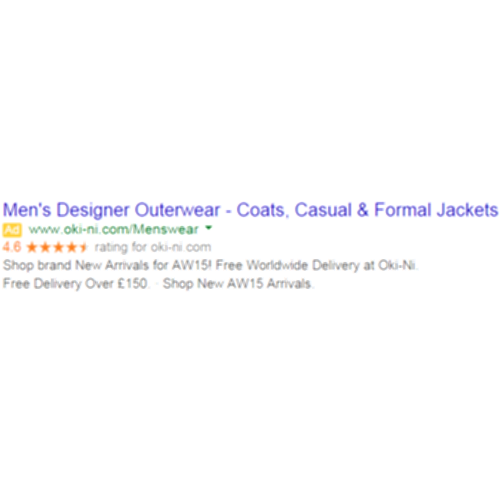 Men's Designer Outerwear - Coats, Casual & Formal Jackets
Ad www.oki-ni.com/Menswear
4.6 ★★★★★ rating for oki-ni.com
Shop brand New Arrivals for AW15! Free Worldwide Delivery at Oki-Ni.
Free Delivery Over £150. · Shop New AW15 Arrivals.